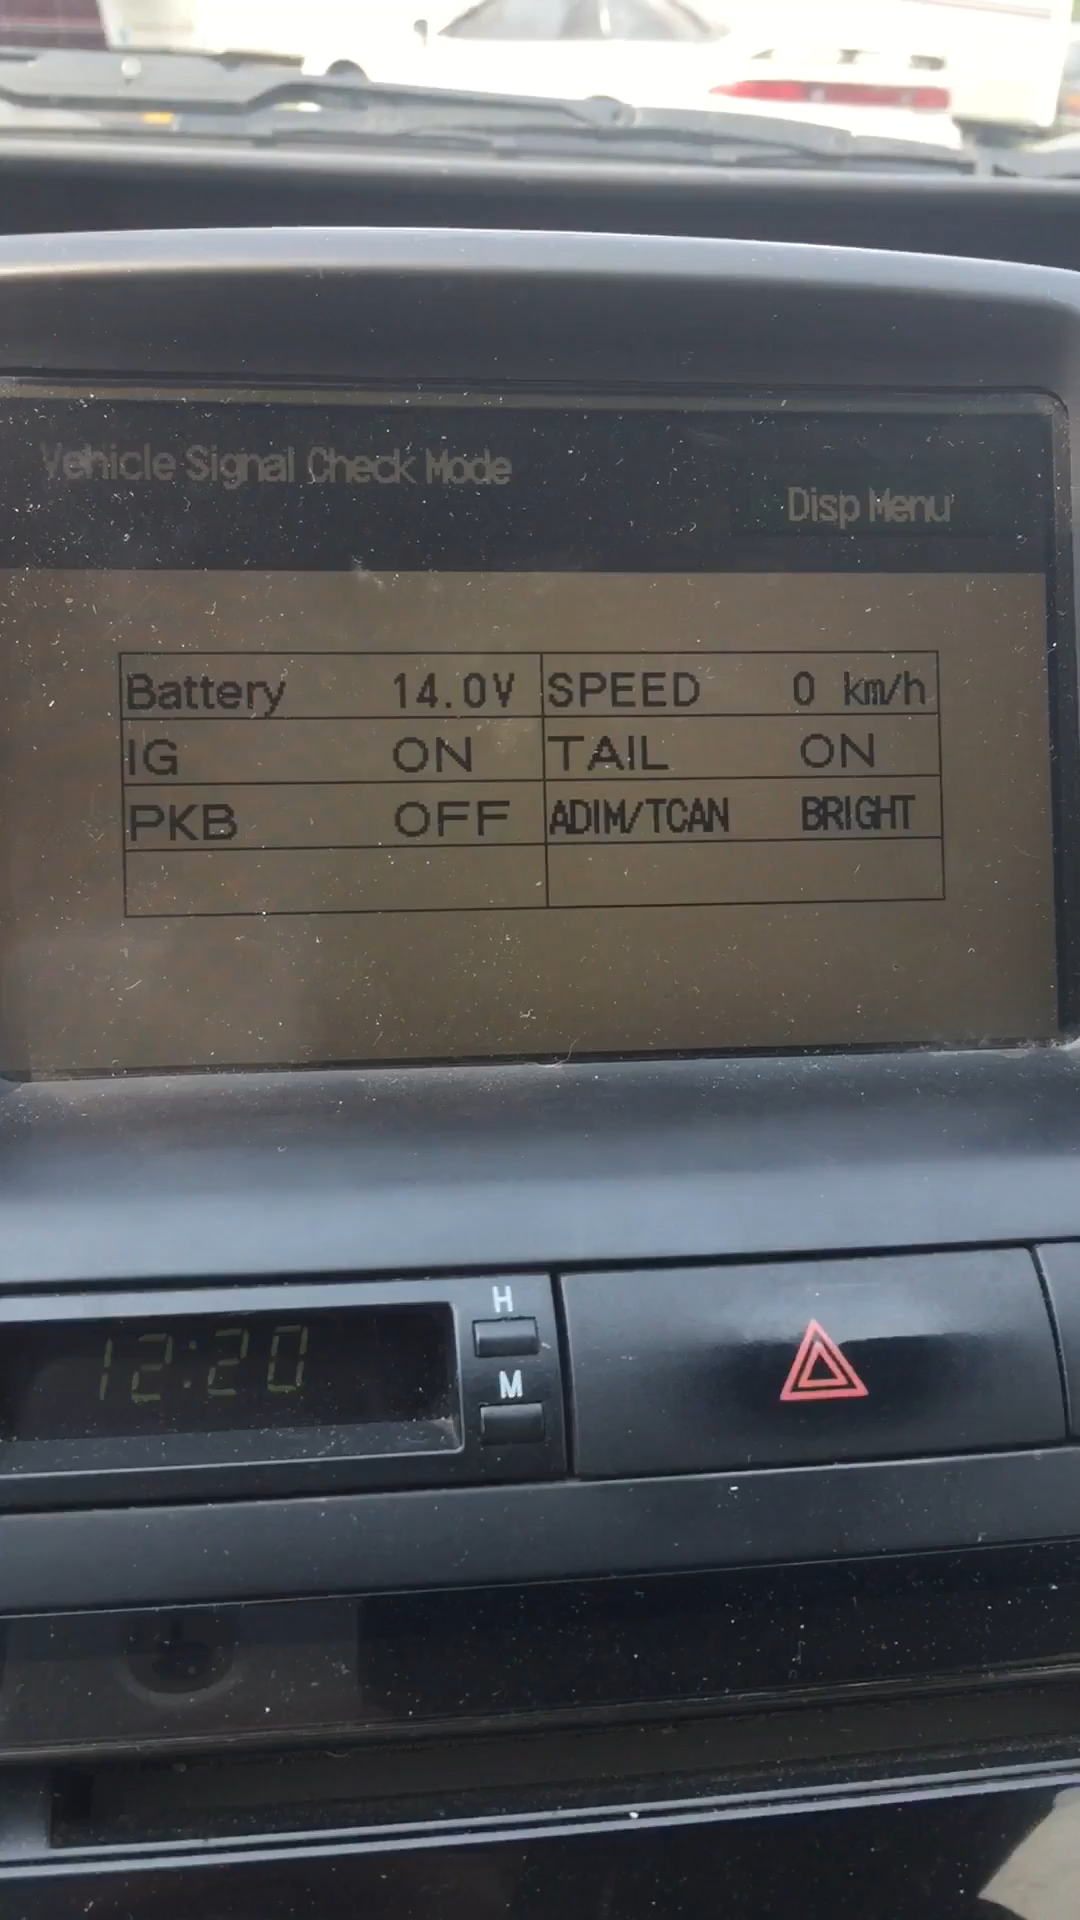 Vehicle Signal Check Mode
Disp Menu
Battery 14.0V SPEED 0 km/h
IG ON TAIL ON
PKB OFF ADIM/TCAN BRIGHT
H
12:20
M